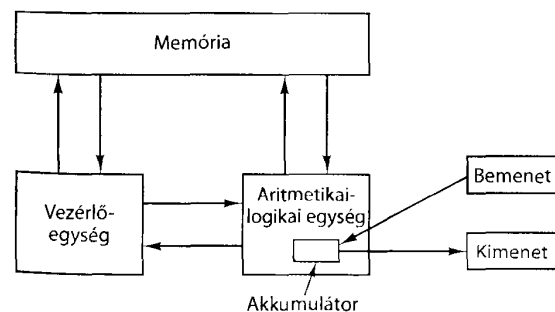 Memória
Vezérlő-
egység
Aritmetikai-
logikai egység
Bemenet
Kimenet
Akkumulátor